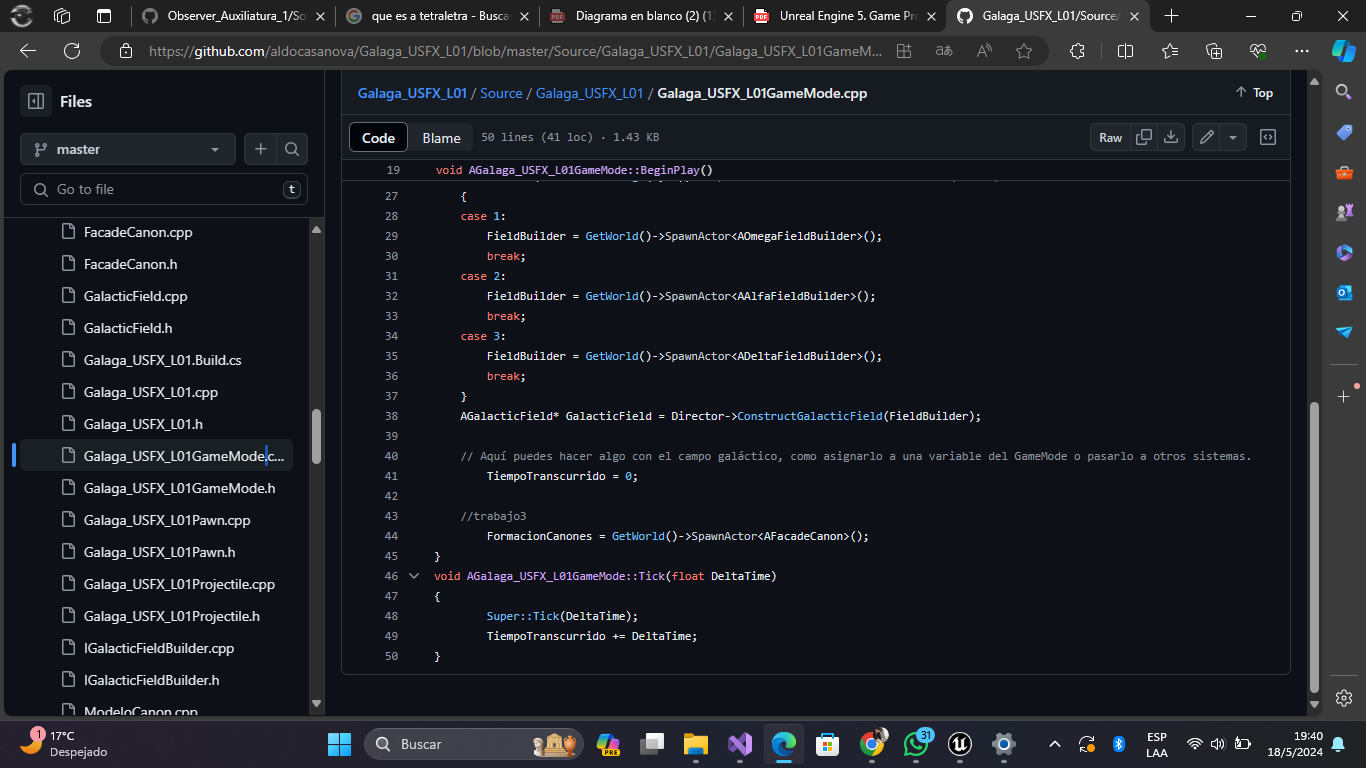 Observer_Auxiliatura_1/So
que es a tetraletra - Busca
Diagrama en blanco (2) (1)
Unreal Engine 5. Game Pr
Galaga_USFX_L01/Source/
https://github.com/aldocasanova/Galaga_USFX_L01/blob/master/Source/Galaga_USFX_L01/Galaga_USFX_L01GameM...
Files
master
Go to file
t
FacadeCanon.cpp
FacadeCanon.h
GalacticField.cpp
GalacticField.h
Galaga_USFX_L01.Build.cs
Galaga_USFX_L01.cpp
Galaga_USFX_L01.h
Galaga_USFX_L01GameMode.c...
Galaga_USFX_L01GameMode.h
Galaga_USFX_L01Pawn.cpp
Galaga_USFX_L01Pawn.h
Galaga_USFX_L01Projectile.cpp
Galaga_USFX_L01Projectile.h
IGalacticFieldBuilder.cpp
IGalacticFieldBuilder.h
ModeloCanon.cpp
Galaga_USFX_L01 / Source / Galaga_USFX_L01 / Galaga_USFX_L01GameMode.cpp
Top
Code
Blame
50 lines (41 loc) · 1.43 KB
Raw
19 void AGalaga_USFX_L01GameMode::BeginPlay()
27 {
28 case 1:
29 FieldBuilder = GetWorld()->SpawnActor<AOmegaFieldBuilder>();
30 break;
31 case 2:
32 FieldBuilder = GetWorld()->SpawnActor<AAlfaFieldBuilder>();
33 break;
34 case 3:
35 FieldBuilder = GetWorld()->SpawnActor<ADeltaFieldBuilder>();
36 break;
37 }
38 AGalacticField* GalacticField = Director->ConstructGalacticField(FieldBuilder);
39
40 // Aquí puedes hacer algo con el campo galáctico, como asignarlo a una variable del GameMode o pasarlo a otros sistemas.
41 TiempoTranscurrido = 0;
42
43 //trabajo3
44 FormacionCanones = GetWorld()->SpawnActor<AFacadeCanon>();
45 }
46 void AGalaga_USFX_L01GameMode::Tick(float DeltaTime)
47 {
48 Super::Tick(DeltaTime);
49 TiempoTranscurrido += DeltaTime;
50 }
1
17°C
Despejado
Buscar
PRE
31
ESP
LAA
19:40
18/5/2024